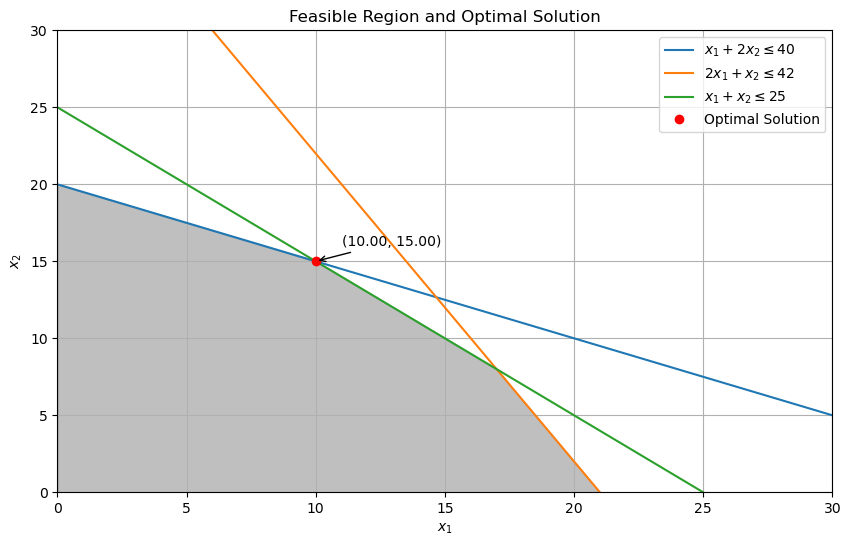 Feasible Region and Optimal Solution
30
25
20
15
10
5
0
x₂
x₁ + 2x₂ ≤ 40
2x₁ + x₂ ≤ 42
x₁ + x₂ ≤ 25
Optimal Solution
(10.00, 15.00)
0 5 10 15 20 25 30
x₁